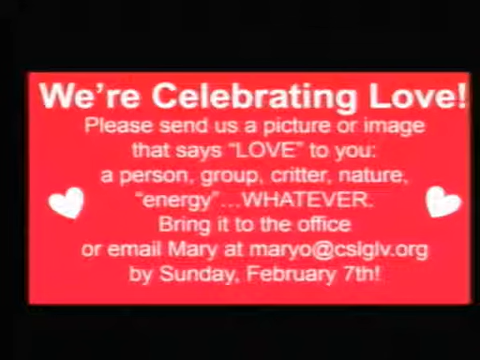 We're Celebrating Love!
Please send us a picture or image
that says “LOVE” to you:
a person, group, critter, nature,
“energy”...WHATEVER.
Bring it to the office
or email Mary at maryo@cslglv.org
by Sunday, February 7th!